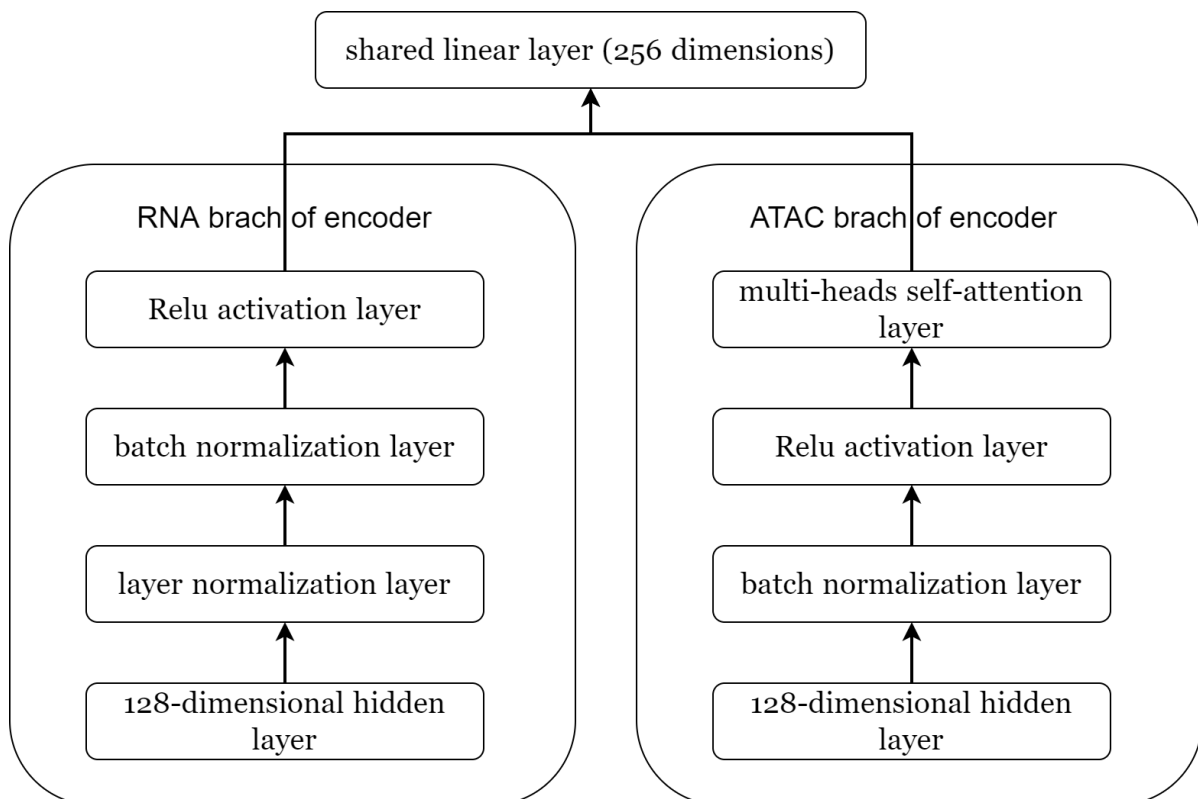 shared linear layer (256 dimensions)
RNA brach of encoder
Relu activation layer
batch normalization layer
layer normalization layer
128-dimensional hidden
layer
ATAC brach of encoder
multi-heads self-attention
layer
Relu activation layer
batch normalization layer
128-dimensional hidden
layer